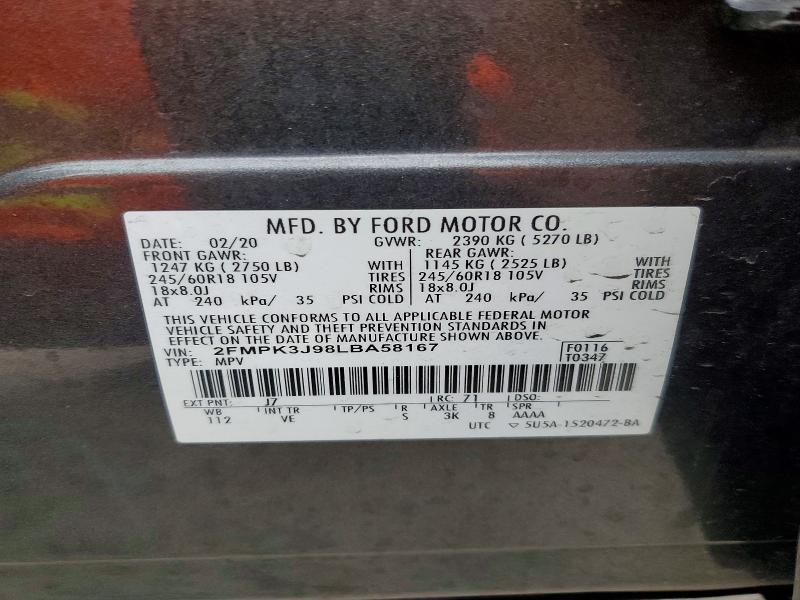 MFD. BY FORD MOTOR CO.
DATE: 02/20 GVWR: 2390 KG ( 5270 LB)
FRONT GAWR: REAR GAWR:
1247 KG ( 2750 LB) WITH 1145 KG ( 2525 LB) WITH
245/60R18 105V TIRES 245/60R18 105V TIRES
18x8.0J RIMS 18x8.0J RIMS
AT 240 kPa/ 35 PSI COLD AT 240 kPa/ 35 PSI COLD
THIS VEHICLE CONFORMS TO ALL APPLICABLE FEDERAL MOTOR
VEHICLE SAFETY AND THEFT PREVENTION STANDARDS IN
EFFECT ON THE DATE OF MANUFACTURE SHOWN ABOVE.
VIN: 2FMPK3J98LBA58167 F0116
TYPE: MPV T0347
EXT PNT: J7 RC: 71 DSO:
WB INT TR TP/PS R AXLE TR SPR
112 VE S 3K 8 AAAA
UTC ▽ 5U5A-1520472-BA